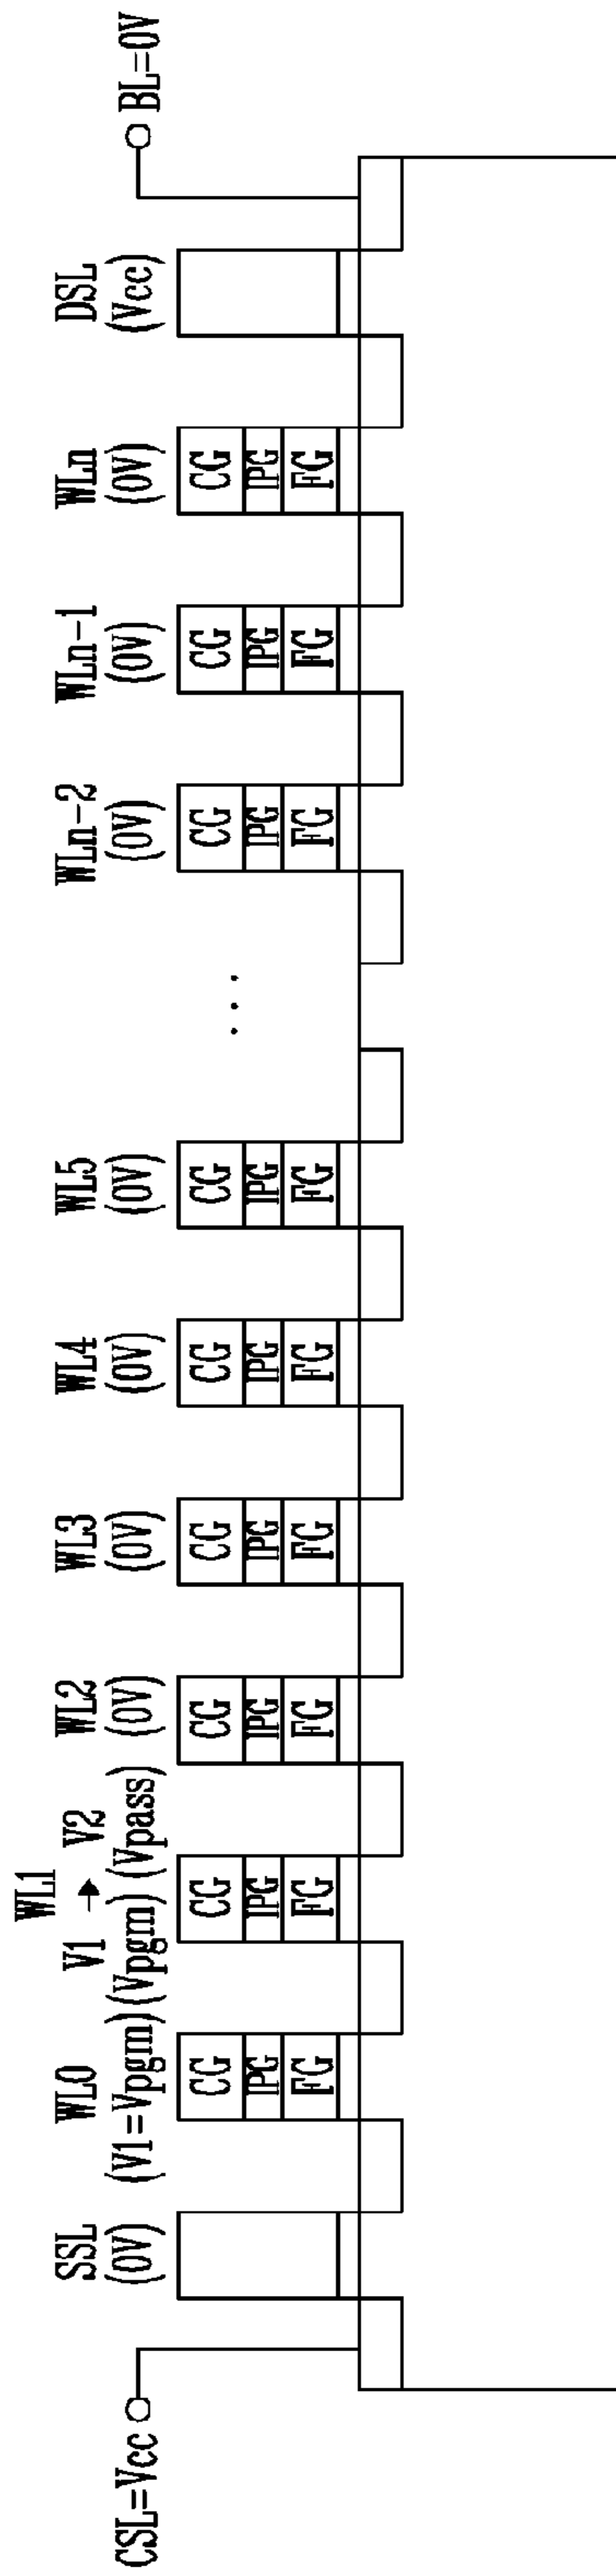 CSL=Vcc
SSL
(0V)
WL0
(V1=Vpgm)
WL1
V1 → V2
(Vpgm) (Vpass)
WL2
(0V)
WL3
(0V)
WL4
(0V)
WL5
(0V)
...
WLn-2
(0V)
WLn-1
(0V)
WLn
(0V)
DSL
(Vcc)
BL=0V
CG CG CG CG CG CG CG CG CG
IPG IPG IPG IPG IPG IPG IPG IPG IPG
FG FG FG FG FG FG FG FG FG